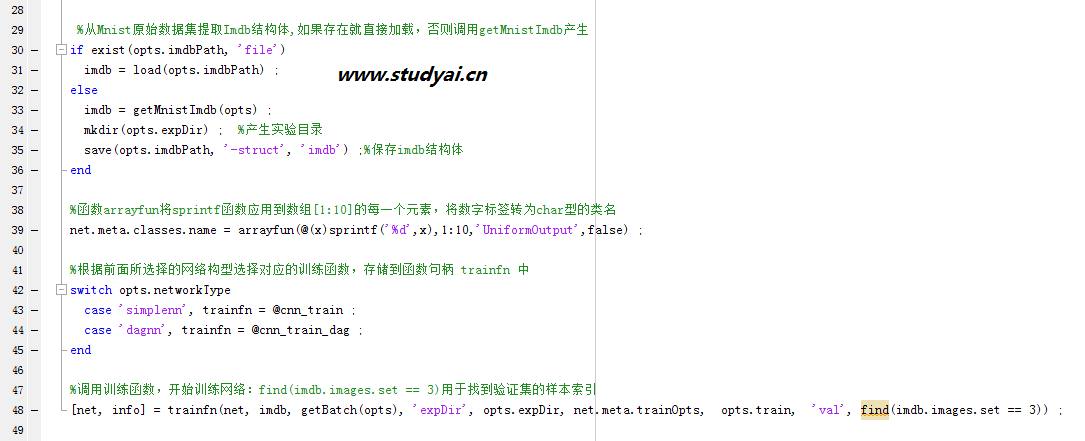 28
29 %从Mnist原始数据集提取Imdb结构体,如果存在就直接加载，否则调用getMnistImdb产生
30 – if exist(opts.imdbPath, 'file')
31 – imdb = load(opts.imdbPath) ;
www.studyai.cn
32 – else
33 – imdb = getMnistImdb(opts) ;
34 – mkdir(opts.expDir) ; %产生实验目录
35 – save(opts.imdbPath, '-struct', 'imdb') ;%保存imdb结构体
36 – end
37
38 %函数arrayfun将sprintf函数应用到数组[1:10]的每一个元素，将数字标签转为char型的类名
39 – net.meta.classes.name = arrayfun(@(x)sprintf('%d',x),1:10,'UniformOutput',false) ;
40
41 %根据前面所选择的网络构型选择对应的训练函数，存储到函数句柄 trainfn 中
42 – switch opts.networkType
43 – case 'simplenn', trainfn = @cnn_train ;
44 – case 'dagnn', trainfn = @cnn_train_dag ;
45 – end
46
47 %调用训练函数，开始训练网络：find(imdb.images.set == 3)用于找到验证集的样本索引
48 – [net, info] = trainfn(net, imdb, getBatch(opts), 'expDir', opts.expDir, net.meta.trainOpts, opts.train, 'val', find(imdb.images.set == 3)) ;
49